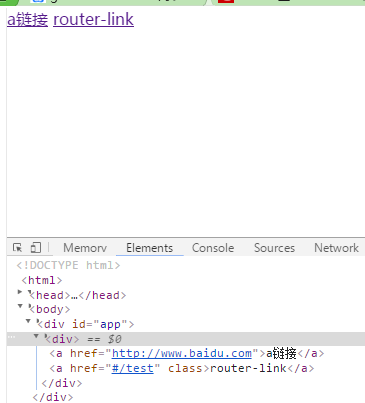 a链接 router-link
Memory Elements Console Sources Network
<!DOCTYPE html>
<html>
<head>…</head>
<body>
<div id="app">
<div> == $0
<a href="http://www.baidu.com">a链接</a>
<a href="#/test" class>router-link</a>
</div>
</div>